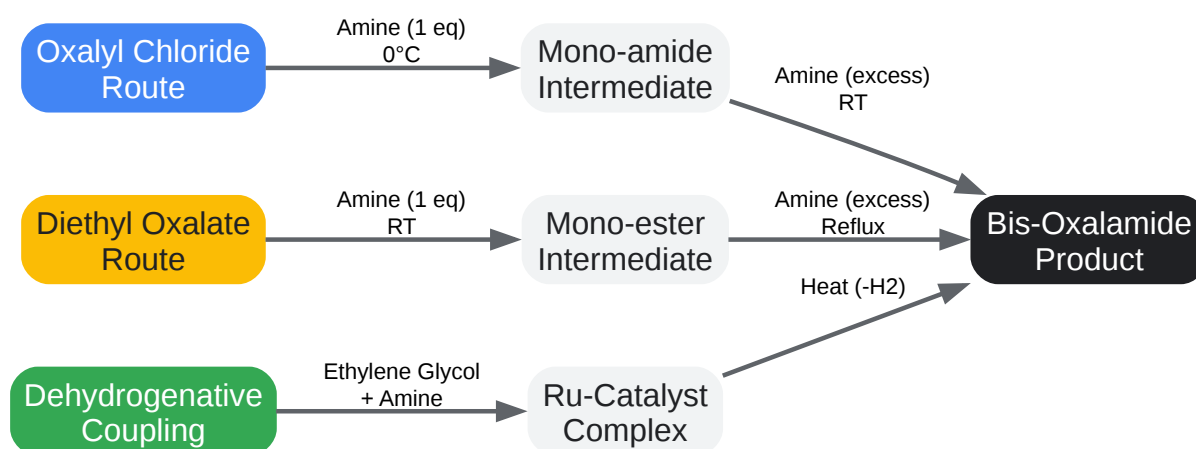 Oxalyl Chloride
Route
Amine (1 eq)
0°C
Mono-amide
Intermediate
Amine (excess)
RT
Diethyl Oxalate
Route
Amine (1 eq)
RT
Mono-ester
Intermediate
Amine (excess)
Reflux
Bis-Oxalamide
Product
Dehydrogenative
Coupling
Ethylene Glycol
+ Amine
Ru-Catalyst
Complex
Heat (-H2)